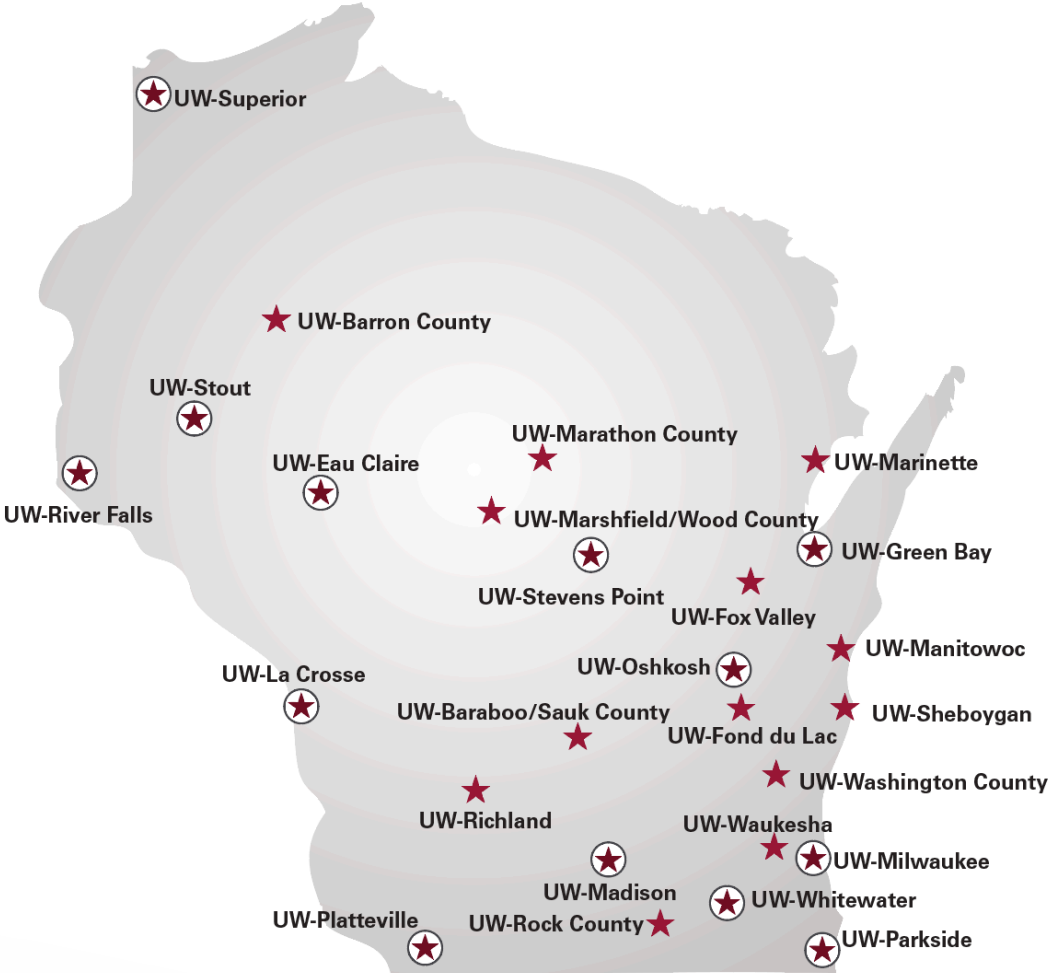 UW-Superior
UW-Barron County
UW-Stout
UW-Marathon County
UW-Eau Claire
UW-Marinette
UW-River Falls
UW-Marshfield/Wood County
UW-Green Bay
UW-Stevens Point
UW-Fox Valley
UW-Manitowoc
UW-Oshkosh
UW-La Crosse
UW-Baraboo/Sauk County
UW-Sheboygan
UW-Fond du Lac
UW-Washington County
UW-Richland
UW-Waukesha
UW-Milwaukee
UW-Madison
UW-Whitewater
UW-Platteville
UW-Rock County
UW-Parkside